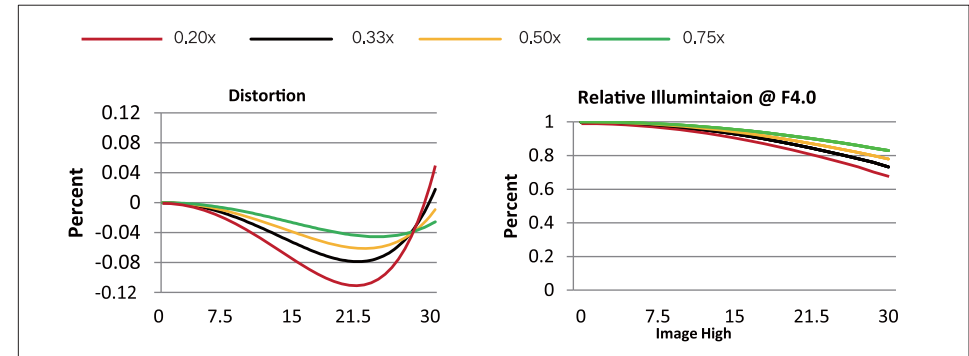 0.20x 0.33x 0.50x 0.75x
Distortion
Percent
0.12
0.08
0.04
0
-0.04
-0.08
-0.12
0 7.5 15 21.5 30
Relative Illumintaion @ F4.0
Percent
1
0.8
0.6
0.4
0.2
0
0 7.5 15 21.5 30
Image High